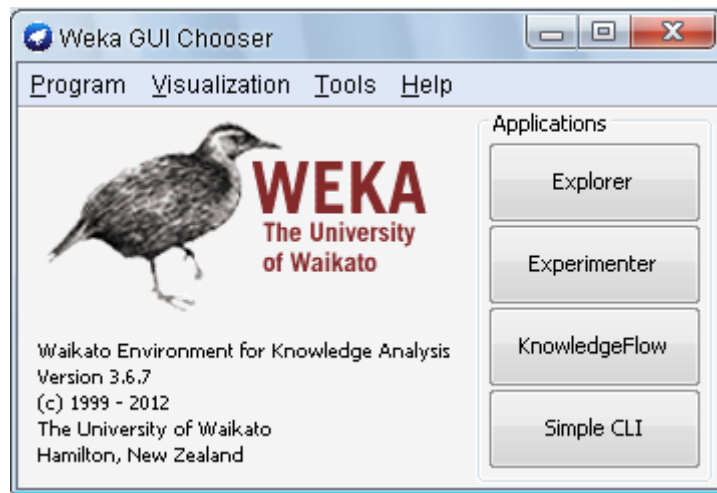 Weka GUI Chooser
Program Visualization Tools Help
WEKA
The University
of Waikato
Waikato Environment for Knowledge Analysis
Version 3.6.7
(c) 1999 - 2012
The University of Waikato
Hamilton, New Zealand
Applications
Explorer
Experimenter
KnowledgeFlow
Simple CLI